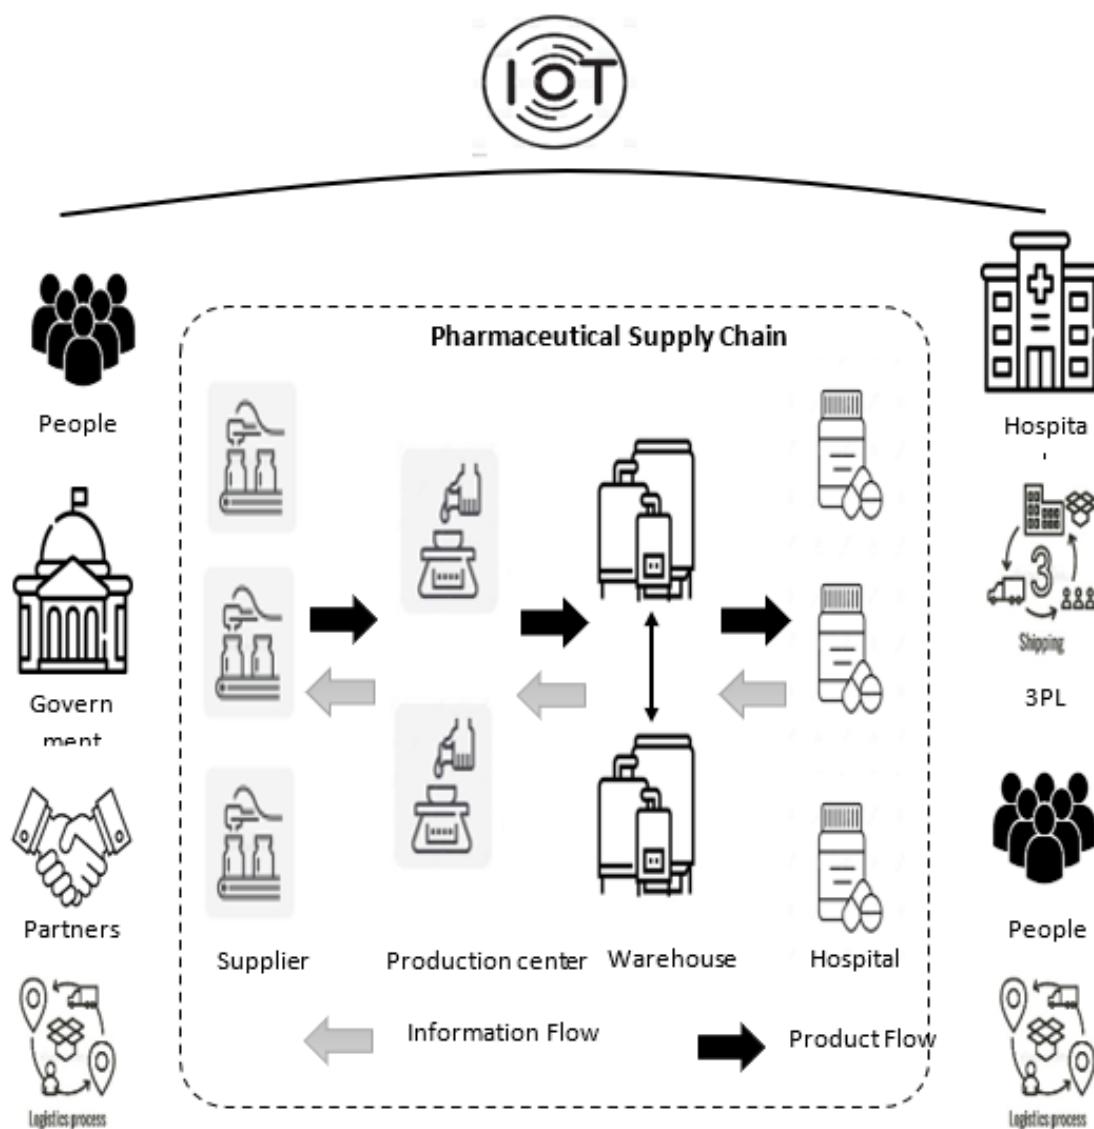 IOT
People
Hospita
Pharmaceutical Supply Chain
3
Shipping
Govern
ment
3PL
Partners
People
Supplier
Production center
Warehouse
Hospital
Information Flow
Product Flow
Logistics process
Logistics process